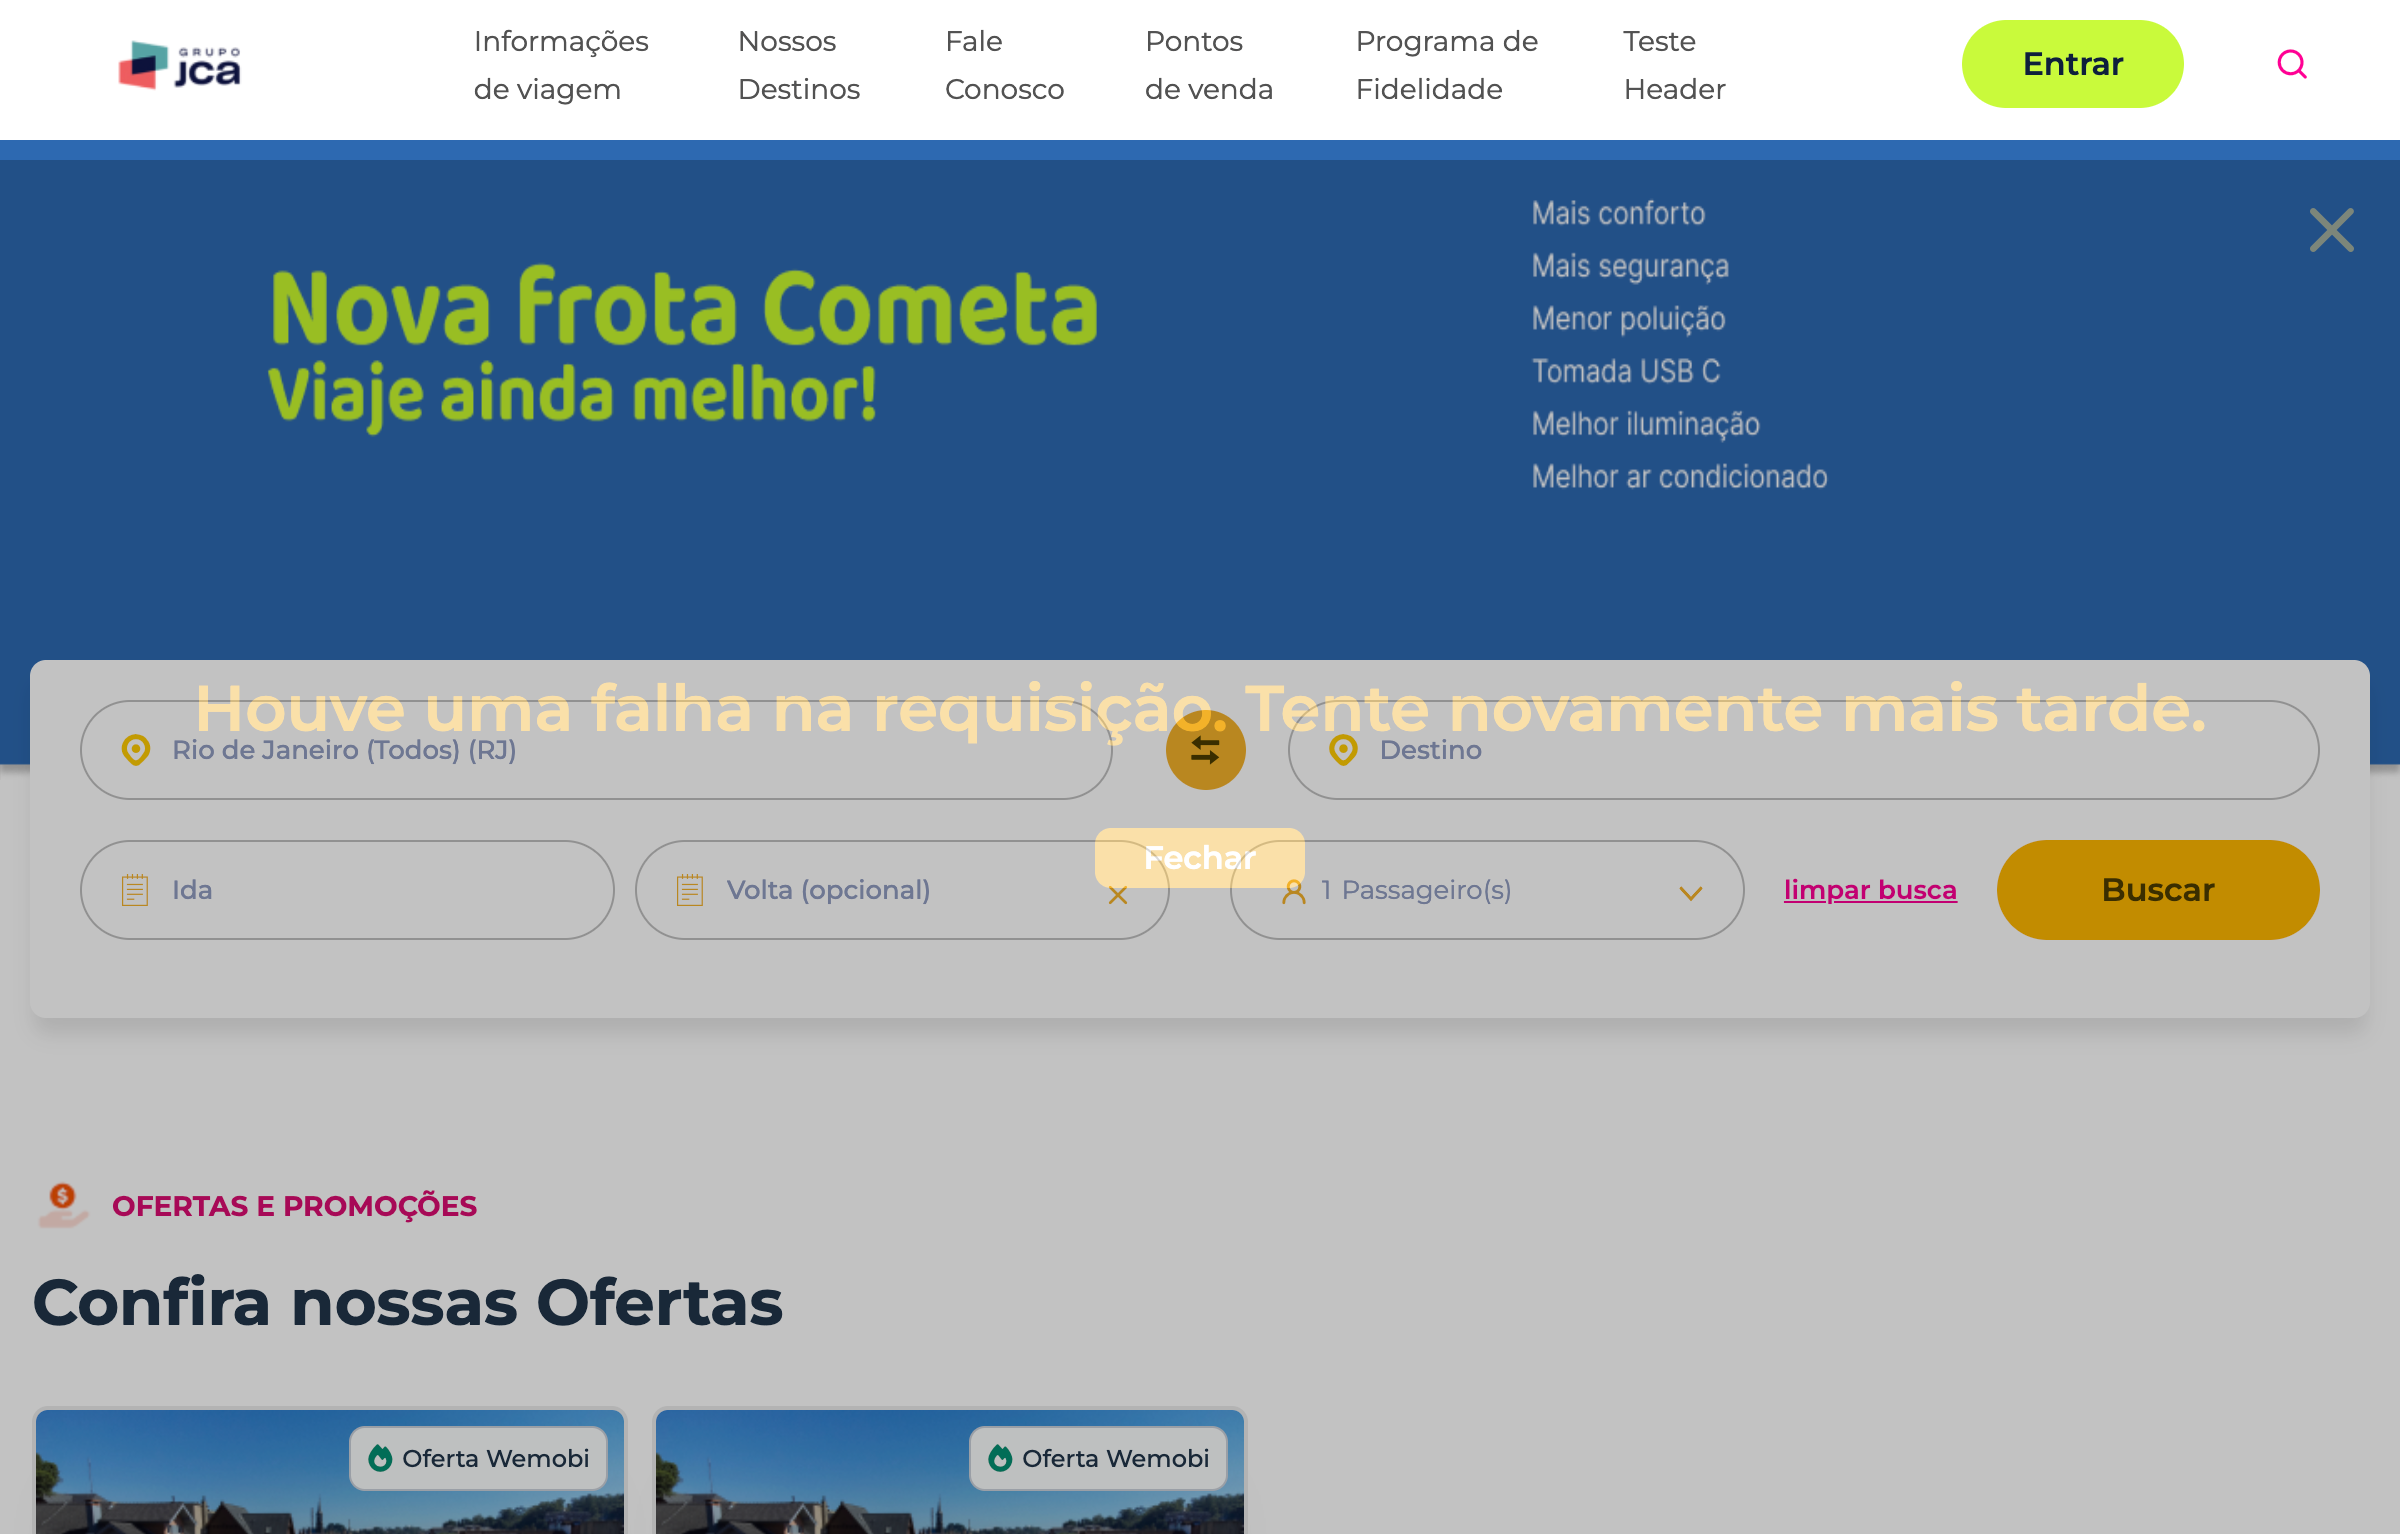 GRUPO
jca
Informações
de viagem
Nossos
Destinos
Fale
Conosco
Pontos
de venda
Programa de
Fidelidade
Teste
Header
Entrar
Nova frota Cometa
Viaje ainda melhor!
Mais conforto
Mais segurança
Menor poluição
Tomada USB C
Melhor iluminação
Melhor ar condicionado
Houve uma falha na requisição. Tente novamente mais tarde.
Rio de Janeiro (Todos) (RJ)
Destino
Fechar
Ida
Volta (opcional)
1 Passageiro(s)
limpar busca
Buscar
OFERTAS E PROMOÇÕES
Confira nossas Ofertas
Oferta Wemobi
Oferta Wemobi